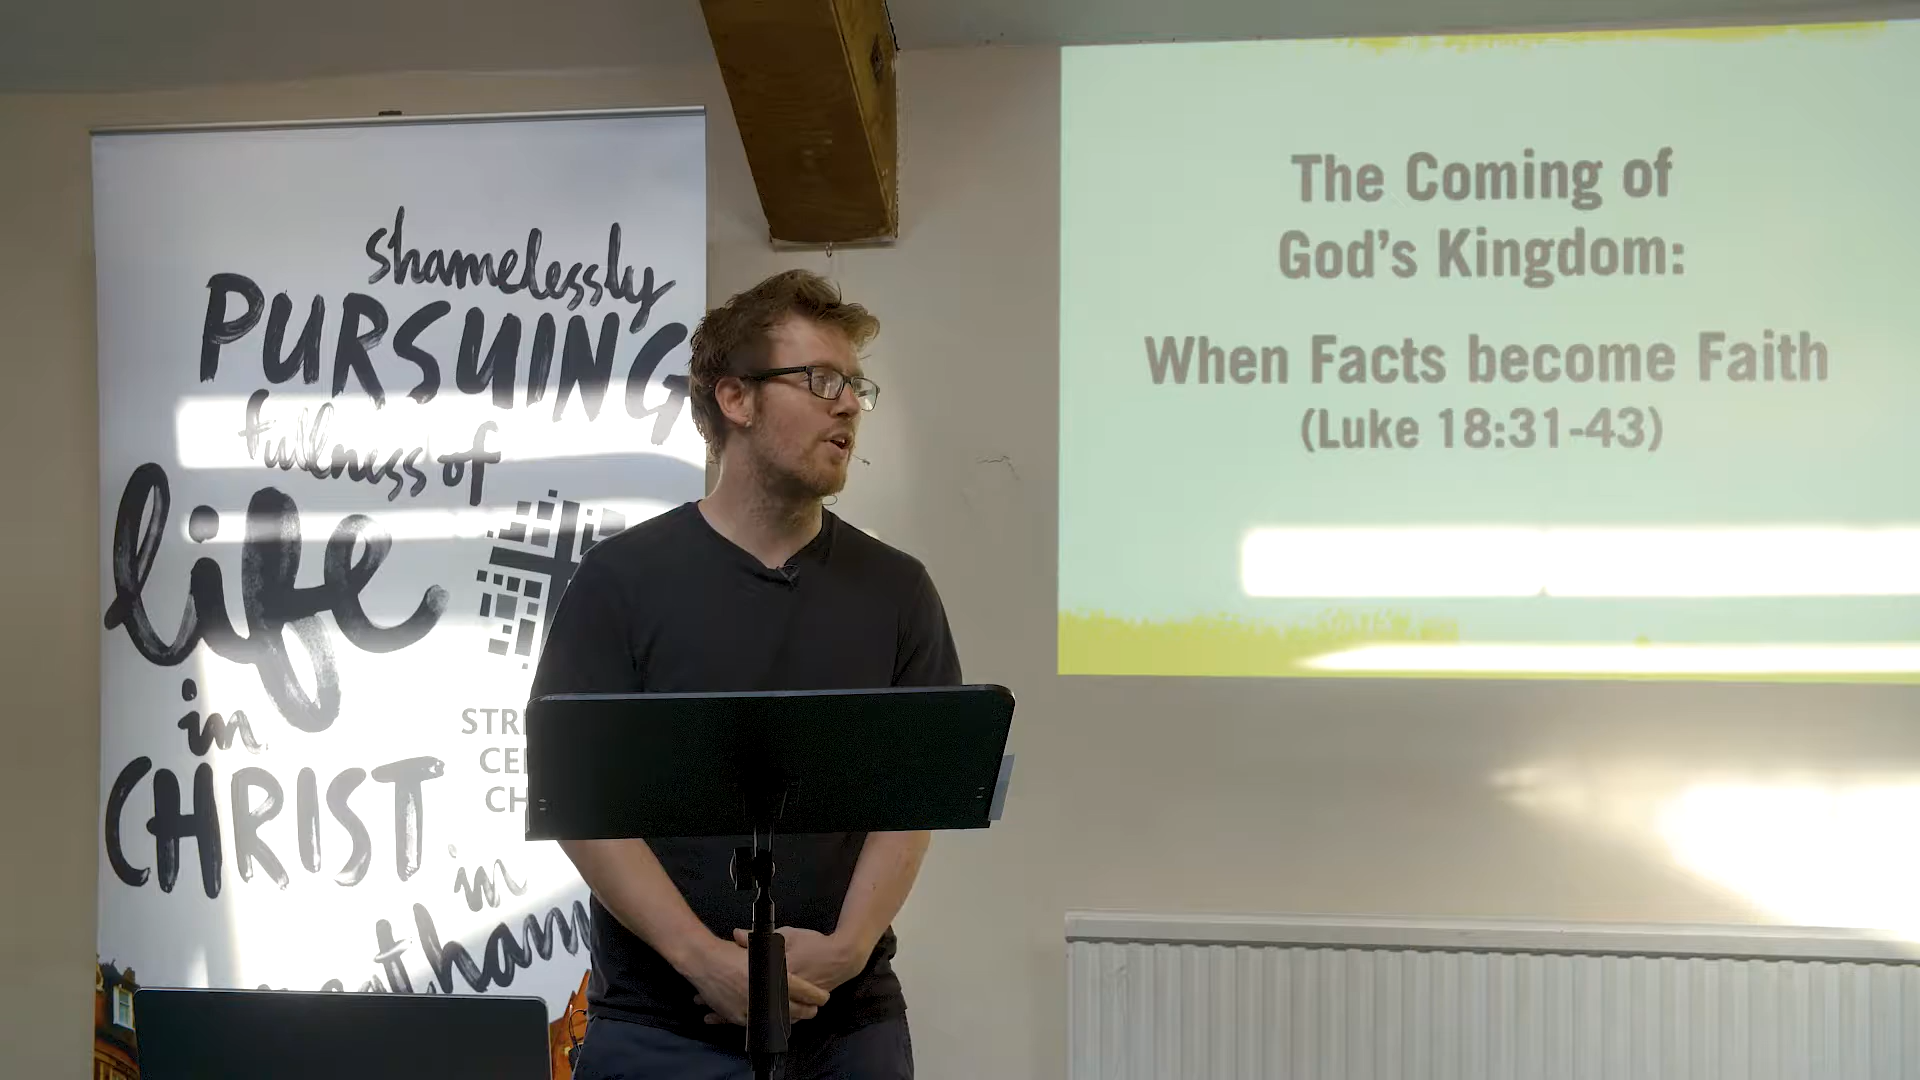 shamelessly
PURSUING
fullness of
life
in
CHRIST
in
The Coming of
God's Kingdom:
When Facts become Faith
(Luke 18:31-43)